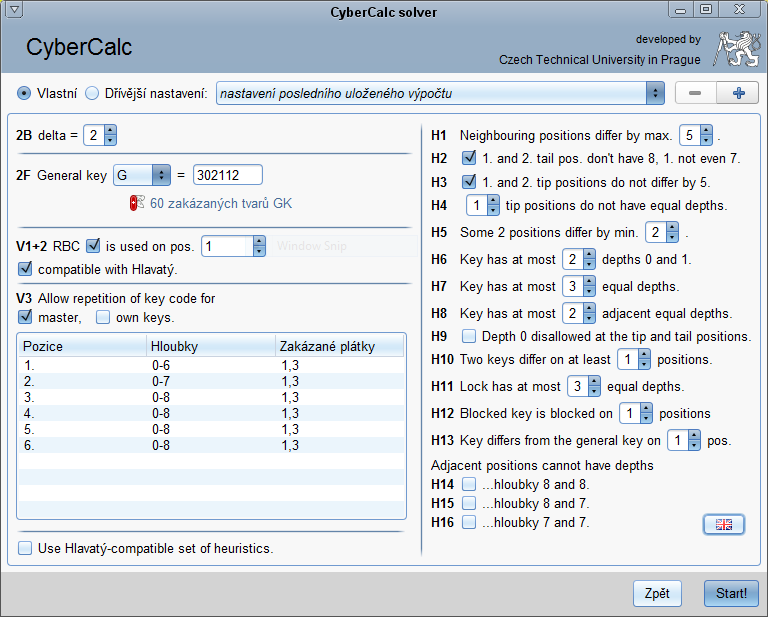 CyberCalc solver
CyberCalc
developed by
Czech Technical University in Prague
Vlastní Dřívější nastavení: nastavení posledního uloženého výpočtu
2B delta = 2
2F General key G = 302112
60 zakázaných tvarů GK
V1+2 RBC is used on pos. 1
Window Snip
compatible with Hlavatý.
V3 Allow repetition of key code for
master, own keys.
Pozice Hloubky Zakázané plátky
1. 0-6 1,3
2. 0-7 1,3
3. 0-8 1,3
4. 0-8 1,3
5. 0-8 1,3
6. 0-8 1,3
Use Hlavatý-compatible set of heuristics.
H1 Neighbouring positions differ by max. 5 .
H2 1. and 2. tail pos. don't have 8, 1. not even 7.
H3 1. and 2. tip positions do not differ by 5.
H4 1 tip positions do not have equal depths.
H5 Some 2 positions differ by min. 2 .
H6 Key has at most 2 depths 0 and 1.
H7 Key has at most 3 equal depths.
H8 Key has at most 2 adjacent equal depths.
H9 Depth 0 disallowed at the tip and tail positions.
H10 Two keys differ on at least 1 positions.
H11 Lock has at most 3 equal depths.
H12 Blocked key is blocked on 1 positions
H13 Key differs from the general key on 1 pos.
Adjacent positions cannot have depths
H14 ...hloubky 8 and 8.
H15 ...hloubky 8 and 7.
H16 ...hloubky 7 and 7.
Zpět Start!